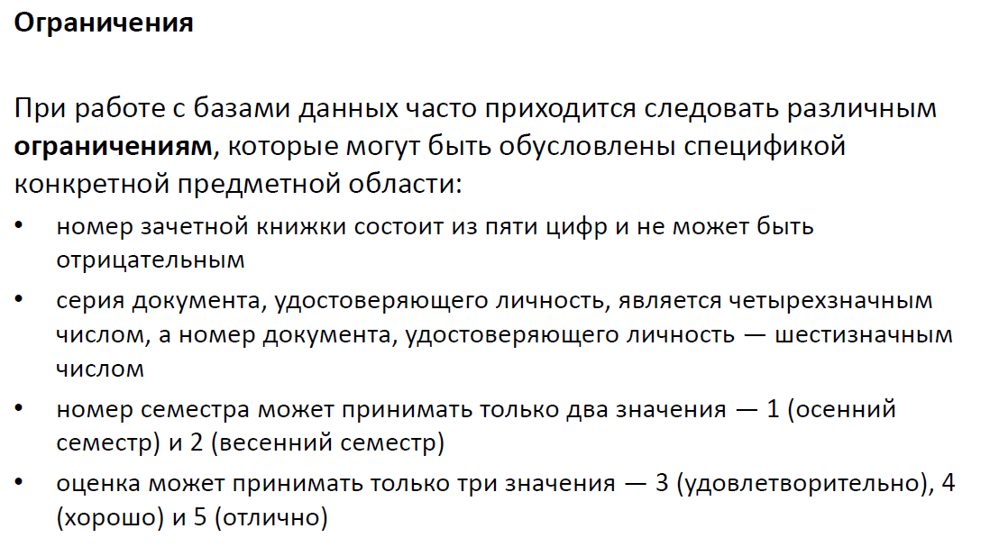 Ограничения
При работе с базами данных часто приходится следовать различным
ограничениям, которые могут быть обусловлены спецификой
конкретной предметной области:
• номер зачетной книжки состоит из пяти цифр и не может быть
отрицательным
• серия документа, удостоверяющего личность, является четырехзначным
числом, а номер документа, удостоверяющего личность — шестизначным
числом
• номер семестра может принимать только два значения — 1 (осенний
семестр) и 2 (весенний семестр)
• оценка может принимать только три значения — 3 (удовлетворительно), 4
(хорошо) и 5 (отлично)